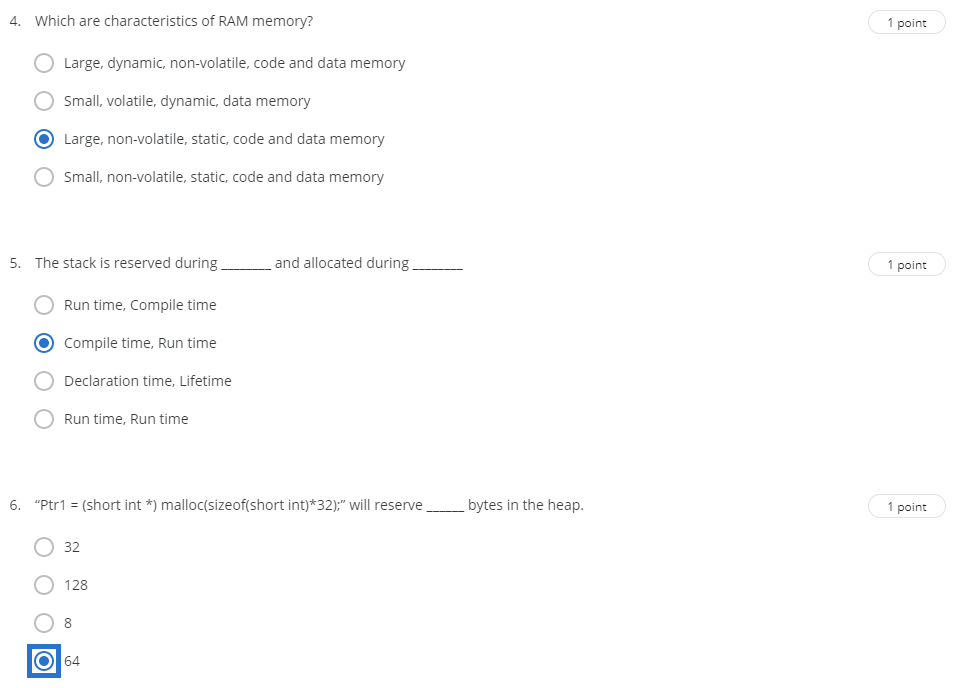 4. Which are characteristics of RAM memory? 1 point
Large, dynamic, non-volatile, code and data memory
Small, volatile, dynamic, data memory
Large, non-volatile, static, code and data memory
Small, non-volatile, static, code and data memory
5. The stack is reserved during _______ and allocated during _______ 1 point
Run time, Compile time
Compile time, Run time
Declaration time, Lifetime
Run time, Run time
6. “Ptr1 = (short int *) malloc(sizeof(short int)*32);” will reserve _____ bytes in the heap. 1 point
32
128
8
64